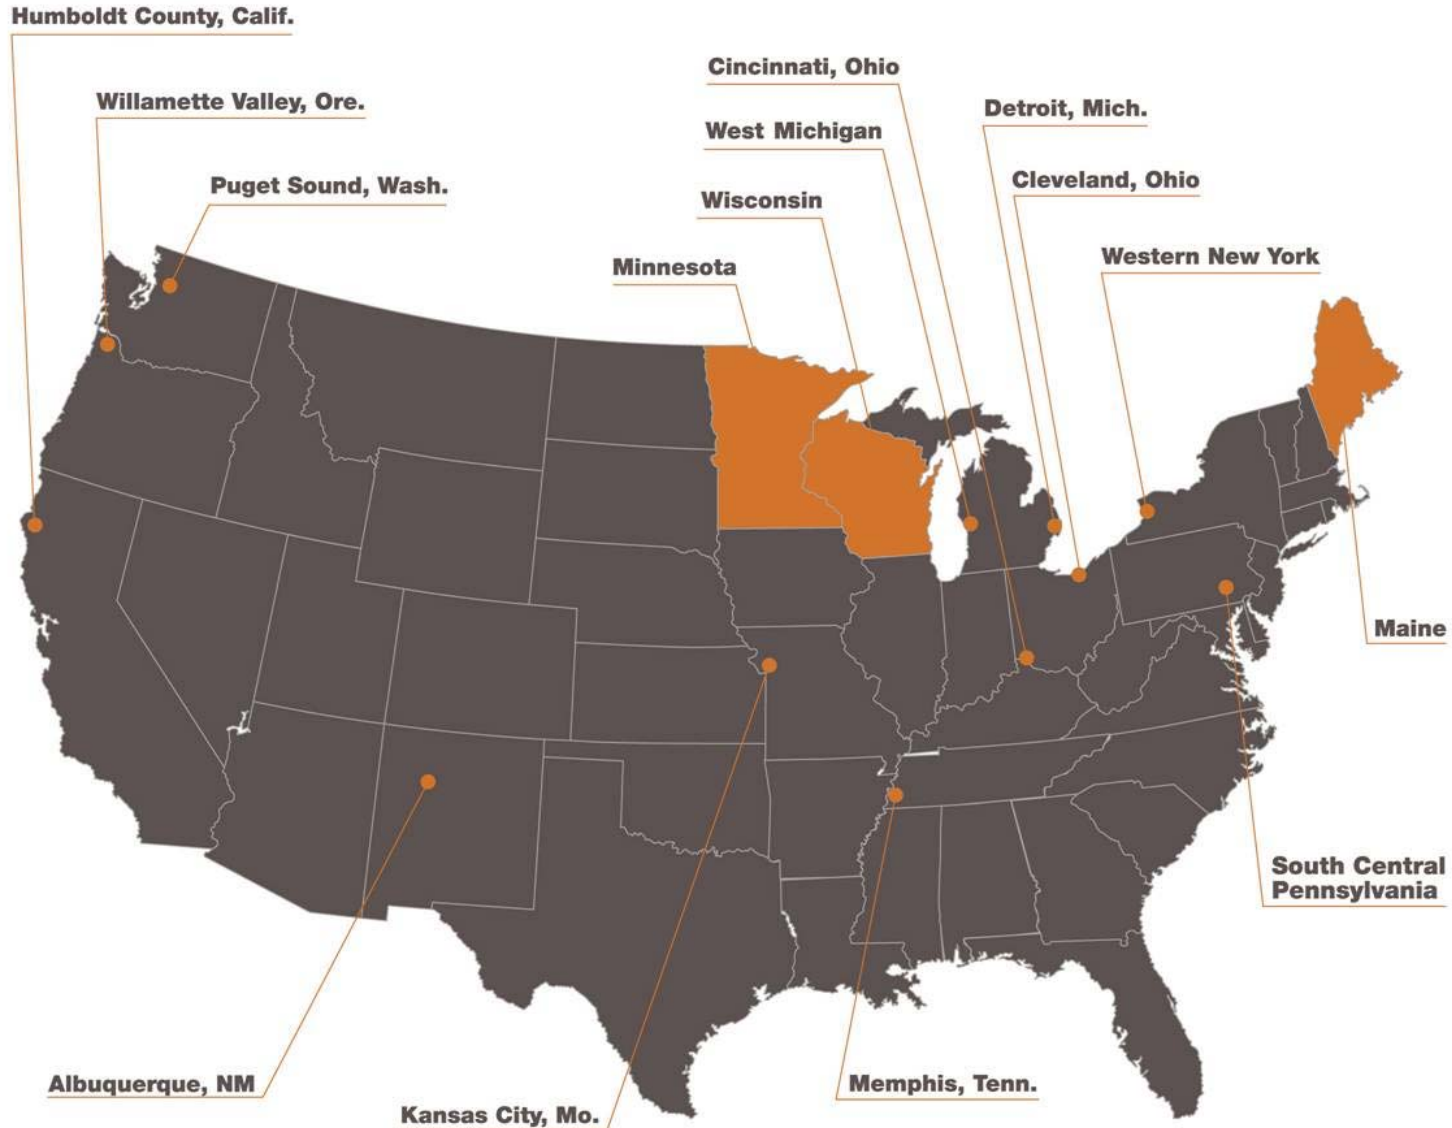 Humboldt County, Calif.
Willamette Valley, Ore.
Puget Sound, Wash.
Cincinnati, Ohio
West Michigan
Wisconsin
Minnesota
Detroit, Mich.
Cleveland, Ohio
Western New York
Maine
South Central
Pennsylvania
Albuquerque, NM
Kansas City, Mo.
Memphis, Tenn.